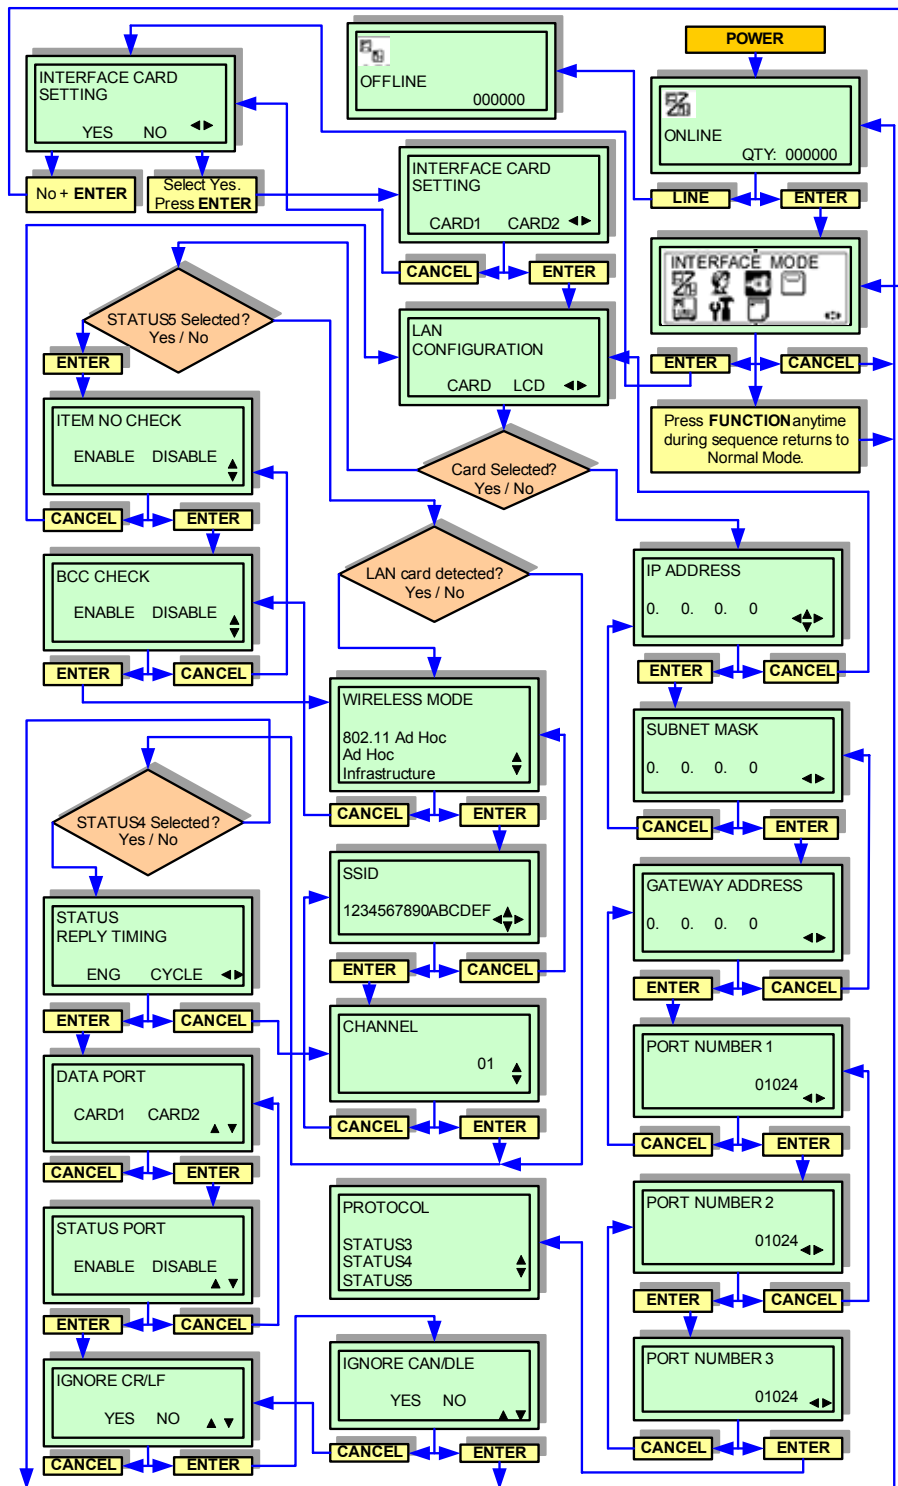 POWER
INTERFACE CARD
SETTING
YES NO
OFFLINE
000000
ONLINE
QTY: 000000
No + ENTER
Select Yes.
Press ENTER
INTERFACE CARD
SETTING
CARD1 CARD2
LINE
ENTER
CANCEL
ENTER
INTERFACE MODE
STATUS5 Selected?
Yes / No
LAN
CONFIGURATION
CARD LCD
ENTER
ENTER
CANCEL
ITEM NO CHECK
ENABLE DISABLE
Press FUNCTION anytime
during sequence returns to
Normal Mode.
Card Selected?
Yes / No
CANCEL
ENTER
BCC CHECK
ENABLE DISABLE
LAN card detected?
Yes / No
IP ADDRESS
0. 0. 0. 0
ENTER
CANCEL
ENTER
CANCEL
WIRELESS MODE
802.11 Ad Hoc
Ad Hoc
Infrastructure
SUBNET MASK
0. 0. 0. 0
STATUS4 Selected?
Yes / No
CANCEL
ENTER
CANCEL
ENTER
SSID
1234567890ABCDEF
GATEWAY ADDRESS
0. 0. 0. 0
STATUS
REPLY TIMING
ENG CYCLE
ENTER
CANCEL
ENTER
CANCEL
ENTER
CANCEL
CHANNEL
01
PORT NUMBER 1
01024
DATA PORT
CARD1 CARD2
CANCEL
ENTER
CANCEL
ENTER
CANCEL
ENTER
PROTOCOL
STATUS3
STATUS4
STATUS5
PORT NUMBER 2
01024
STATUS PORT
ENABLE DISABLE
ENTER
CANCEL
ENTER
CANCEL
IGNORE CR/LF
YES NO
IGNORE CAN/DLE
YES NO
PORT NUMBER 3
01024
CANCEL
ENTER
CANCEL
ENTER
CANCEL
ENTER